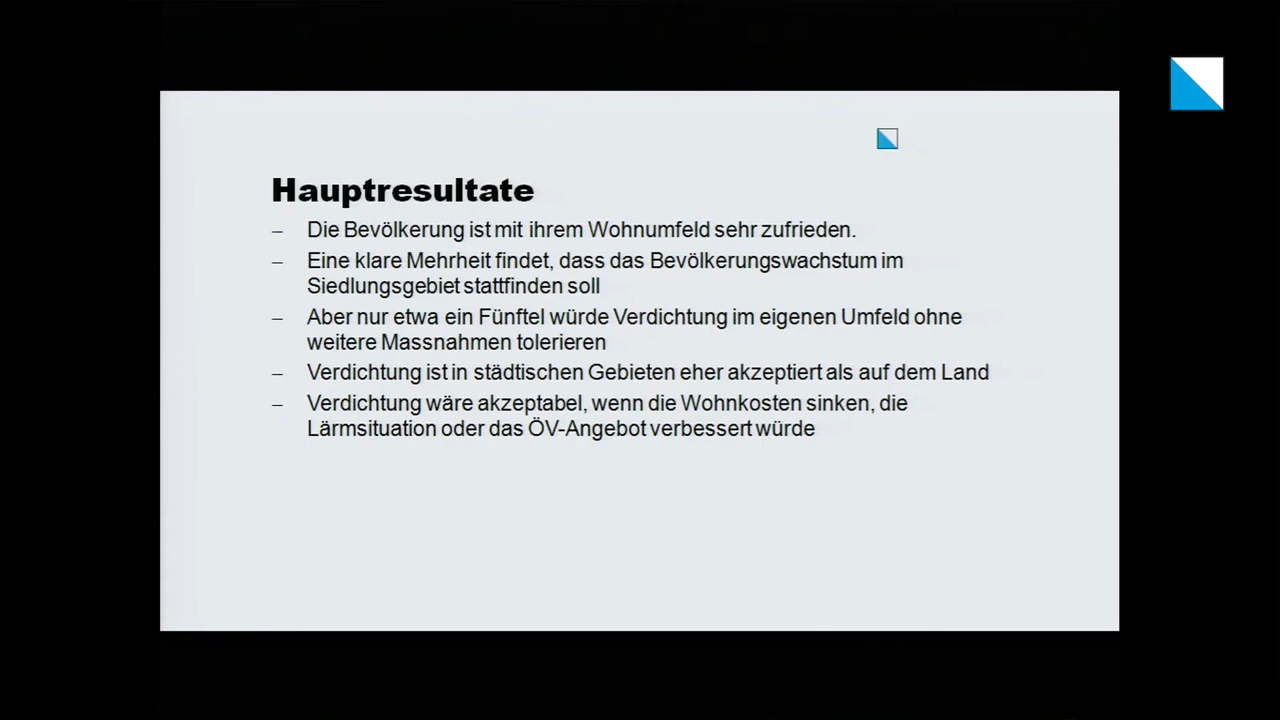 Hauptresultate
– Die Bevölkerung ist mit ihrem Wohnumfeld sehr zufrieden.
– Eine klare Mehrheit findet, dass das Bevölkerungswachstum im
Siedlungsgebiet stattfinden soll
– Aber nur etwa ein Fünftel würde Verdichtung im eigenen Umfeld ohne
weitere Massnahmen tolerieren
– Verdichtung ist in städtischen Gebieten eher akzeptiert als auf dem Land
– Verdichtung wäre akzeptabel, wenn die Wohnkosten sinken, die
Lärmsituation oder das ÖV-Angebot verbessert würde